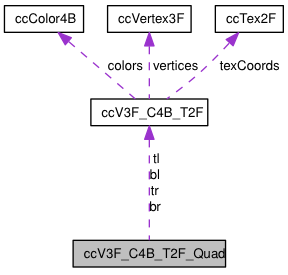 ccColor4B ccVertex3F ccTex2F
colors vertices texCoords
ccV3F_C4B_T2F
tl
bl
tr
br
ccV3F_C4B_T2F_Quad